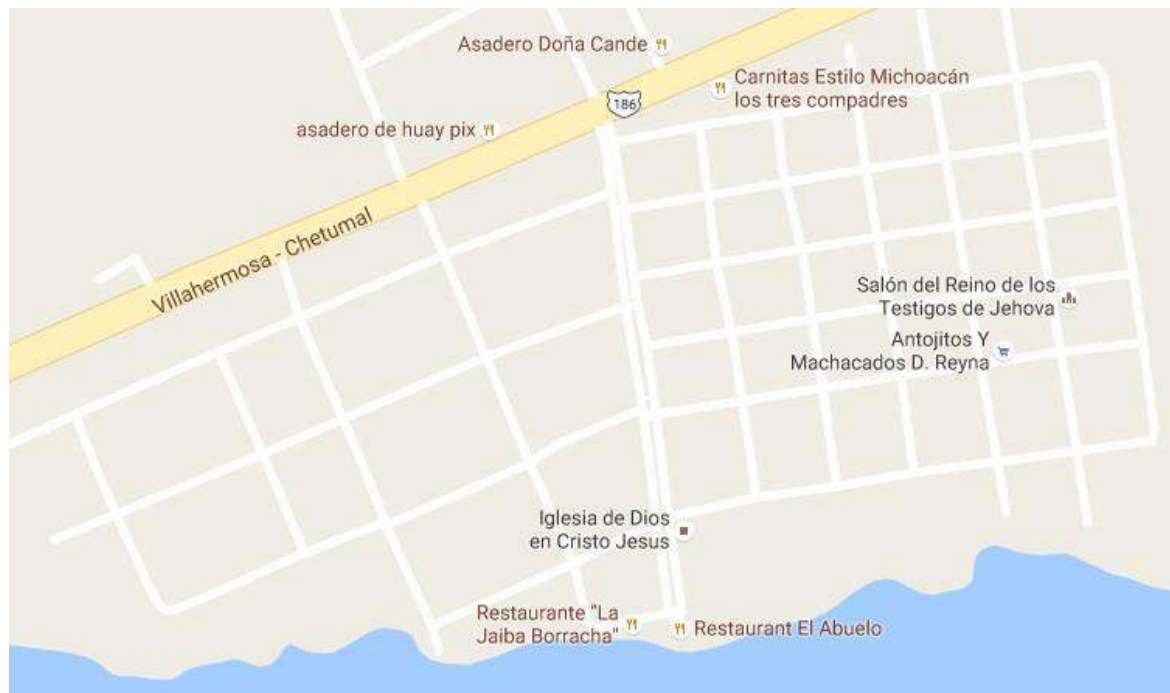 Asadero Doña Cande
Carnitas Estilo Michoacán
los tres compadres
186
asadero de huay pix
Villahermosa - Chetumal
Salón del Reino de los
Testigos de Jehova
Antojitos Y
Machacados D. Reyna
Iglesia de Dios
en Cristo Jesus
Restaurante "La
Jaiba Borracha"
Restaurant El Abuelo